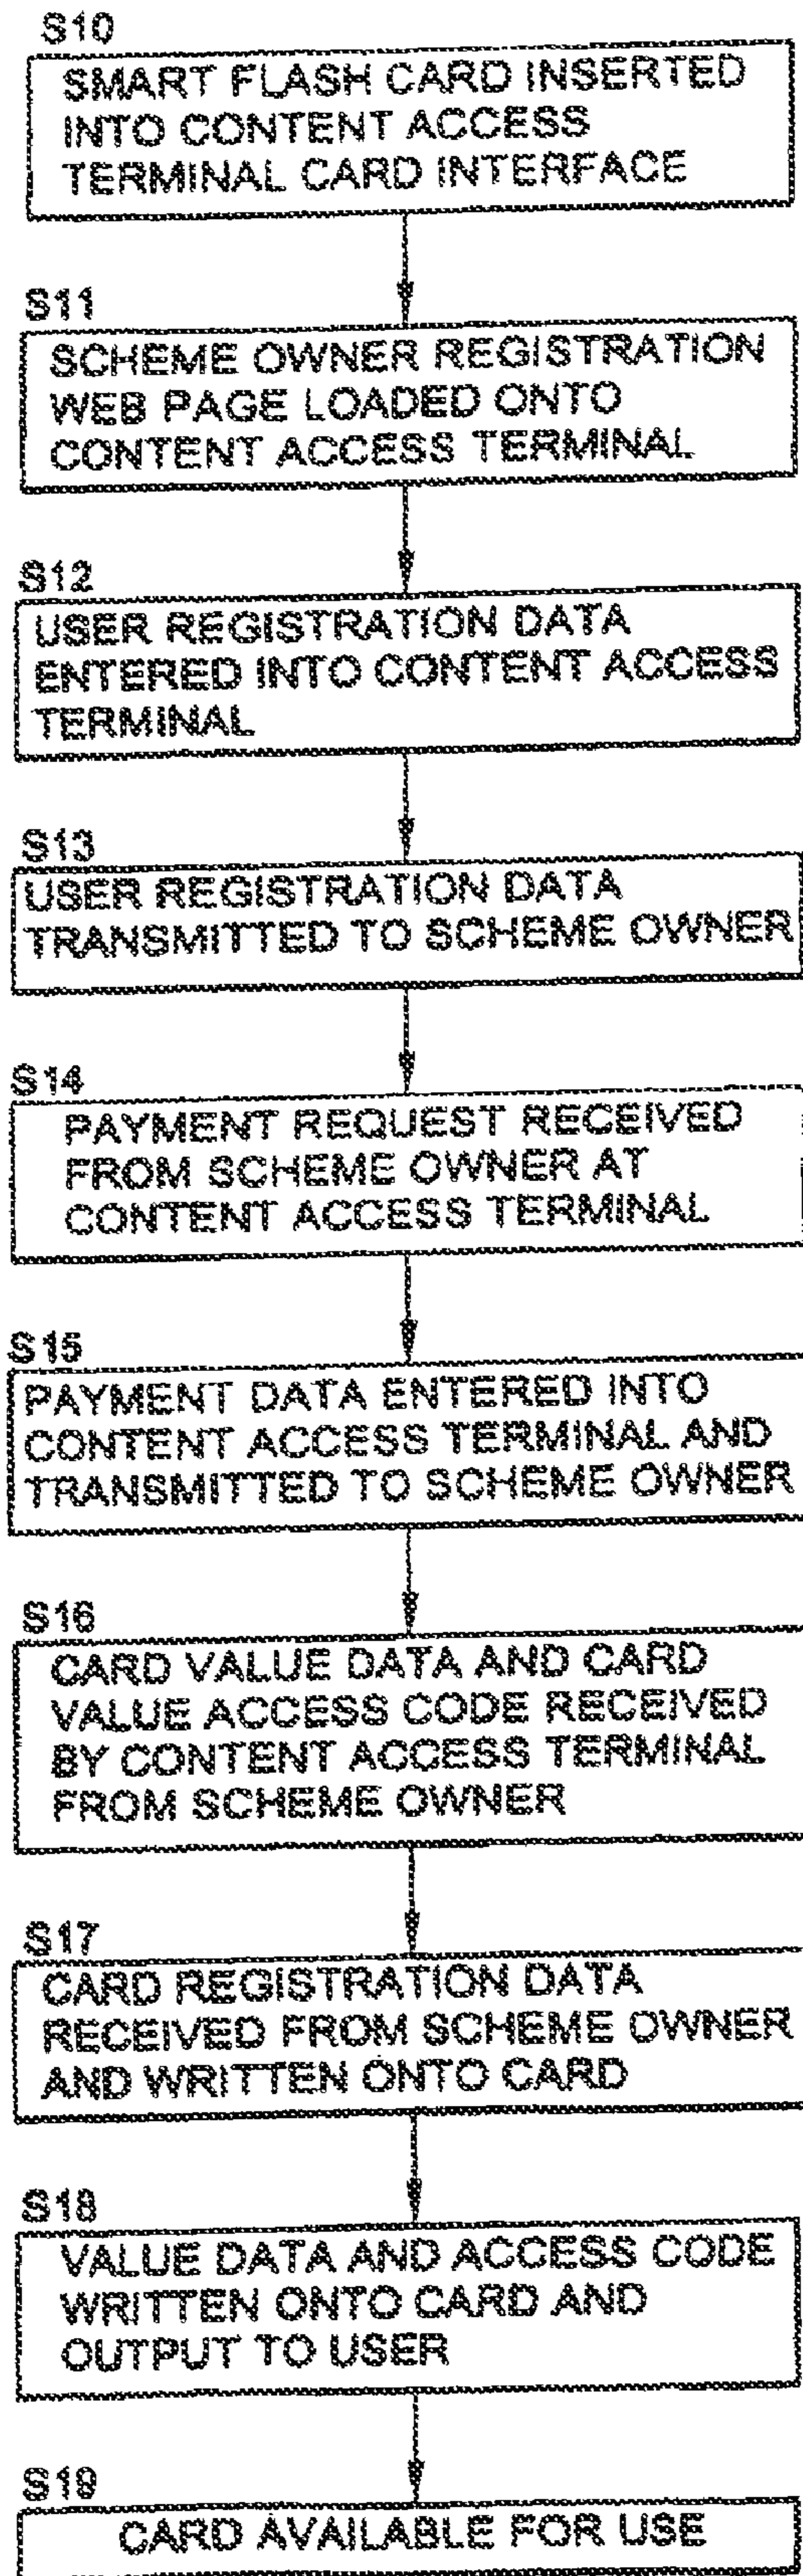 S10
SMART FLASH CARD INSERTED
INTO CONTENT ACCESS
TERMINAL CARD INTERFACE
S11
SCHEME OWNER REGISTRATION
WEB PAGE LOADED ONTO
CONTENT ACCESS TERMINAL
S12
USER REGISTRATION DATA
ENTERED INTO CONTENT ACCESS
TERMINAL
S13
USER REGISTRATION DATA
TRANSMITTED TO SCHEME OWNER
S14
PAYMENT REQUEST RECEIVED
FROM SCHEME OWNER AT
CONTENT ACCESS TERMINAL
S15
PAYMENT DATA ENTERED INTO
CONTENT ACCESS TERMINAL AND
TRANSMITTED TO SCHEME OWNER
S16
CARD VALUE DATA AND CARD
VALUE ACCESS CODE RECEIVED
BY CONTENT ACCESS TERMINAL
FROM SCHEME OWNER
S17
CARD REGISTRATION DATA
RECEIVED FROM SCHEME OWNER
AND WRITTEN ONTO CARD
S18
VALUE DATA AND ACCESS CODE
WRITTEN ONTO CARD AND
OUTPUT TO USER
S19
CARD AVAILABLE FOR USE